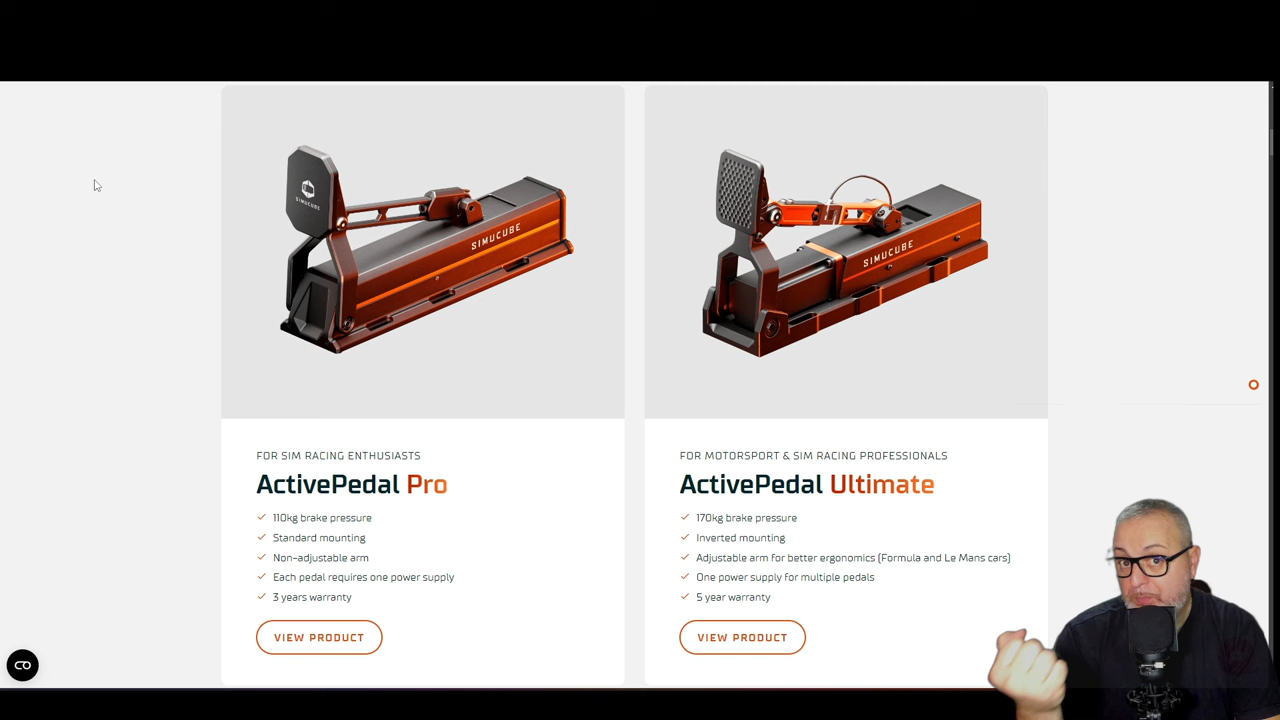 SIMUCUBE
SIMUCUBE
SIMUCUBE
FOR SIM RACING ENTHUSIASTS
ActivePedal Pro
110kg brake pressure
Standard mounting
Non-adjustable arm
Each pedal requires one power supply
3 years warranty
VIEW PRODUCT
FOR MOTORSPORT & SIM RACING PROFESSIONALS
ActivePedal Ultimate
170kg brake pressure
Inverted mounting
Adjustable arm for better ergonomics (Formula and Le Mans cars)
One power supply for multiple pedals
5 year warranty
VIEW PRODUCT